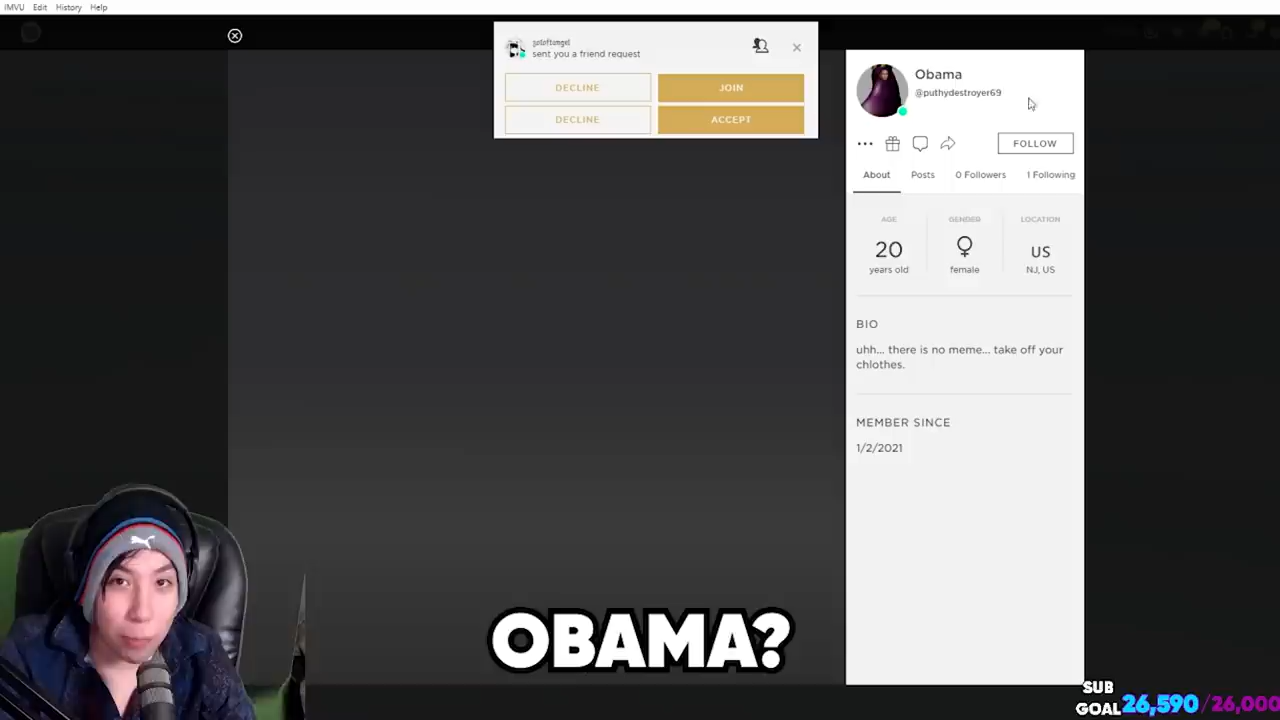 IMVU Edit History Help
zoloftangel
sent you a friend request
DECLINE JOIN
DECLINE ACCEPT
Obama
@puthydestroyer69
FOLLOW
About Posts 0 Followers 1 Following
AGE GENDER LOCATION
20 US
years old female NJ, US
BIO
uhh... there is no meme... take off your
chlothes.
MEMBER SINCE
1/2/2021
OBAMA?
SUB
GOAL 26,590/26,000